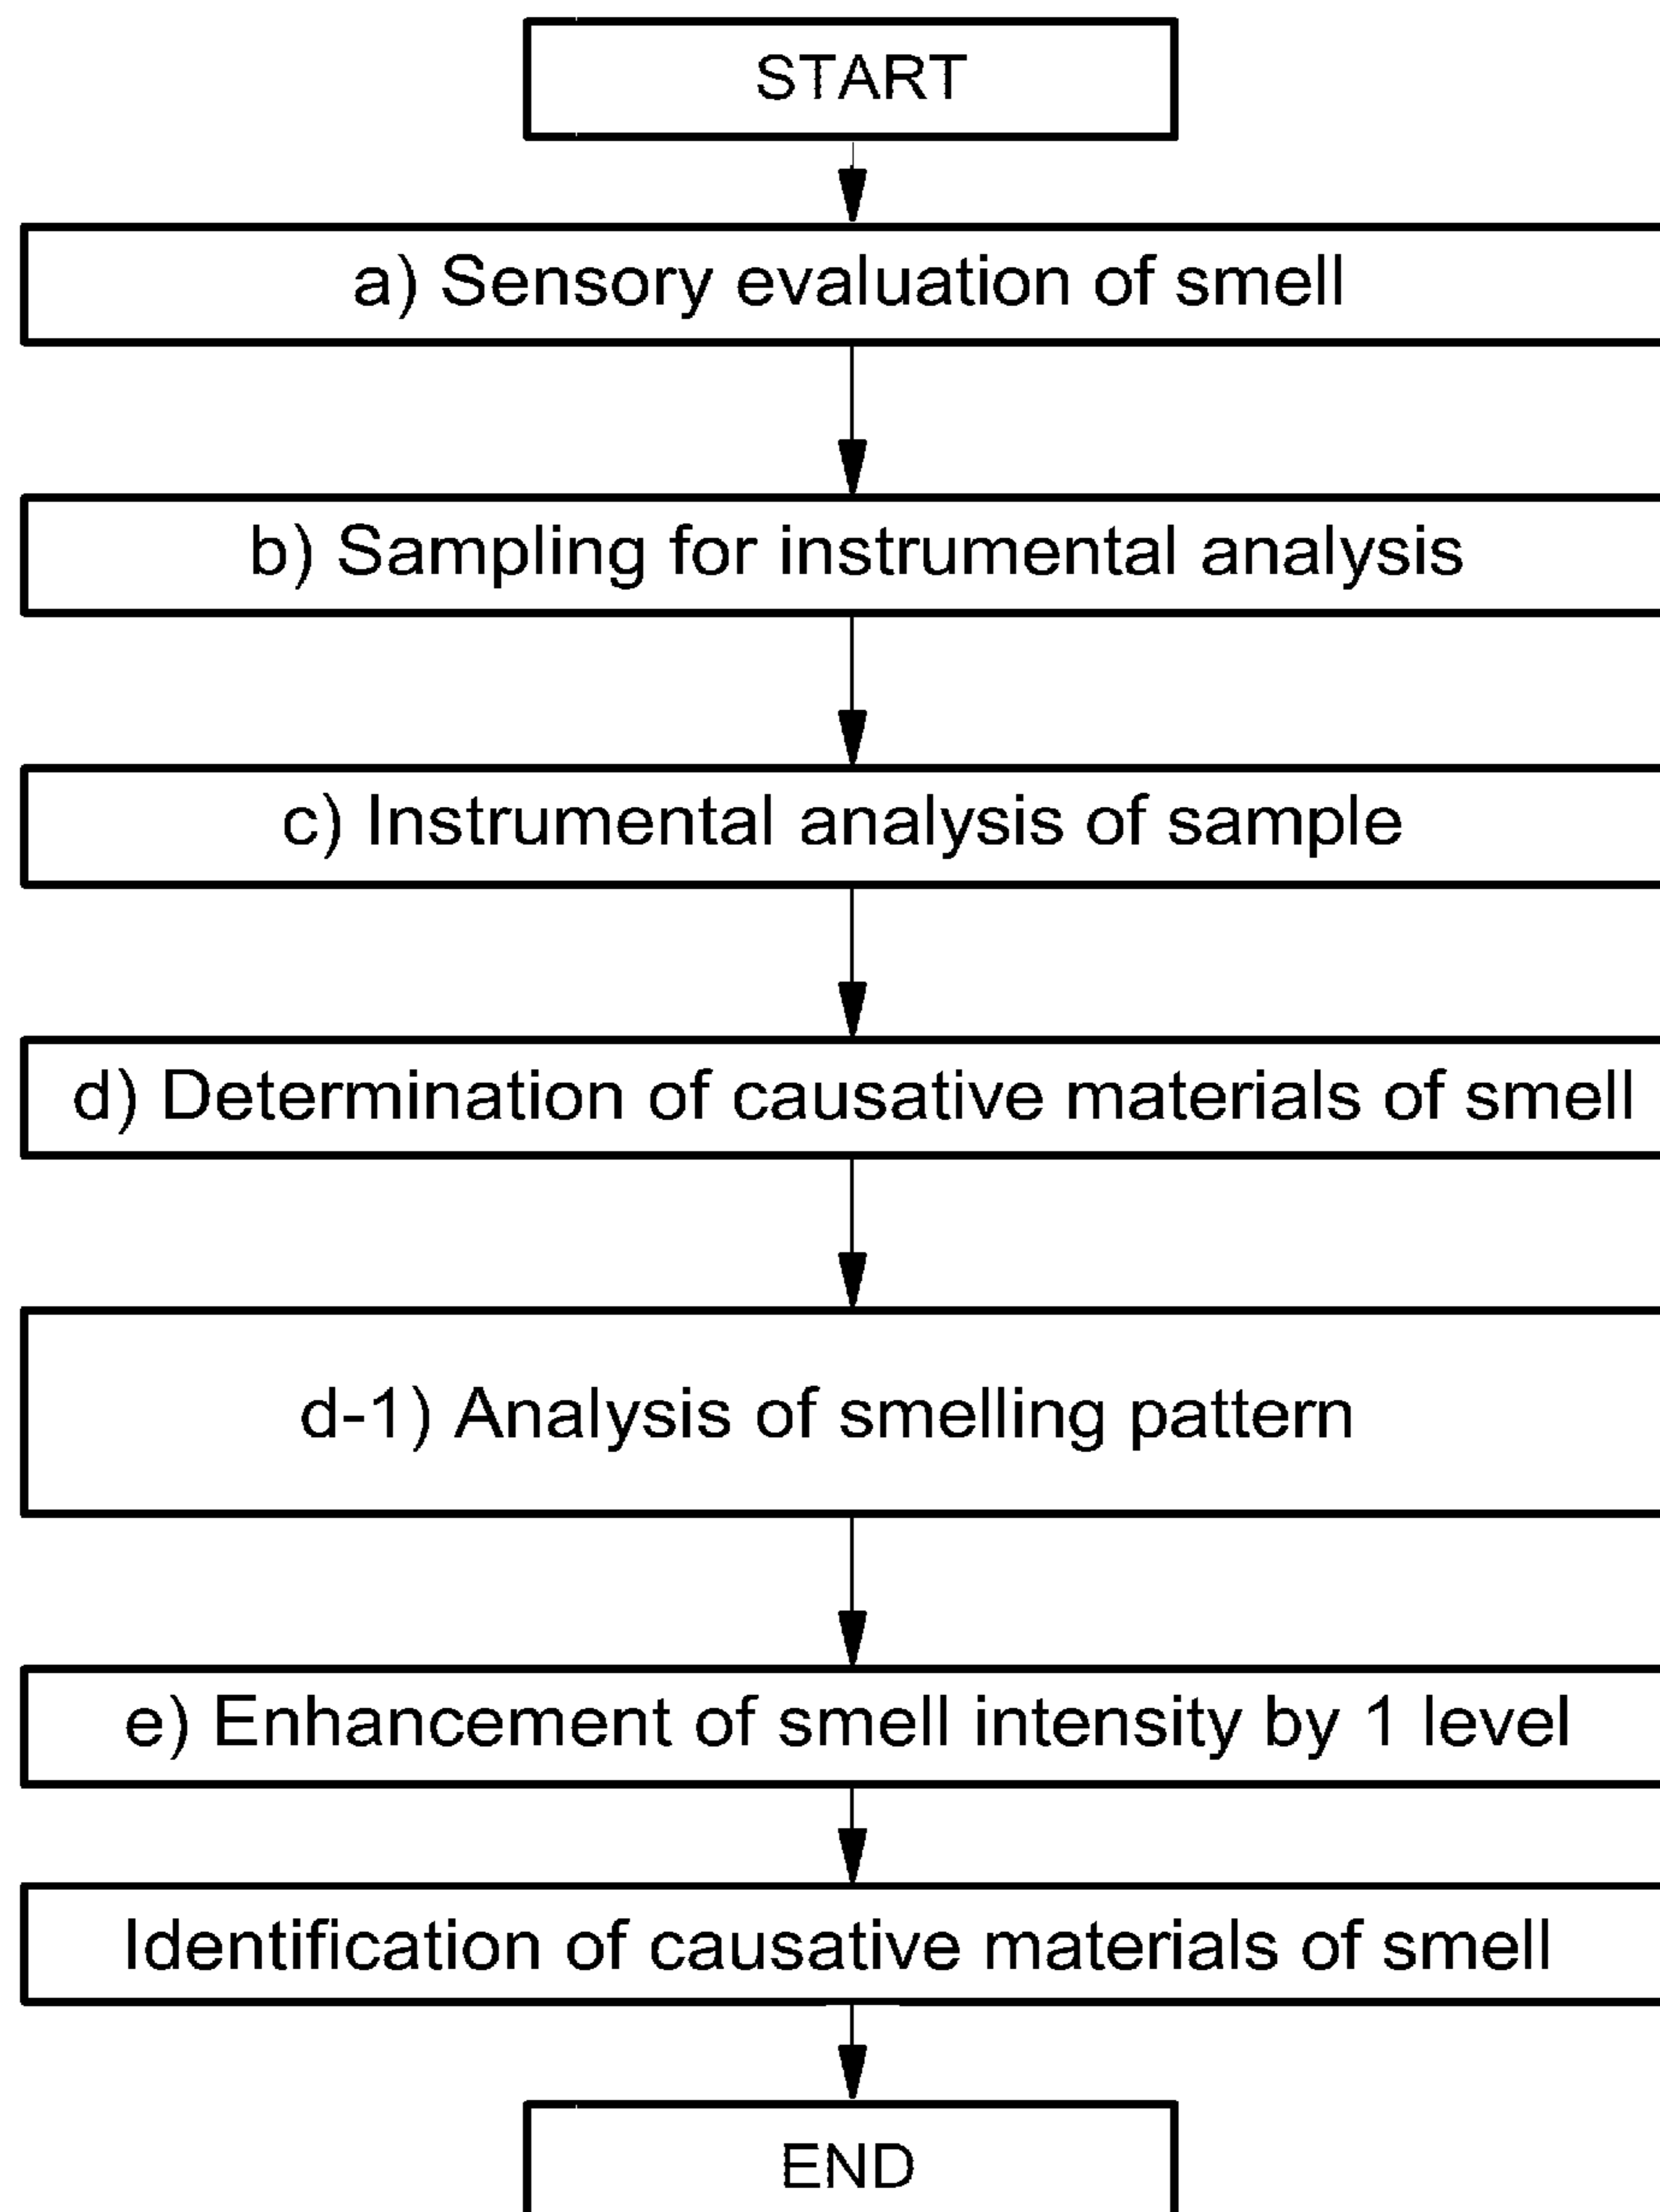 START
a) Sensory evaluation of smell
b) Sampling for instrumental analysis
c) Instrumental analysis of sample
d) Determination of causative materials of smell
d-1) Analysis of smelling pattern
e) Enhancement of smell intensity by 1 level
Identification of causative materials of smell
END